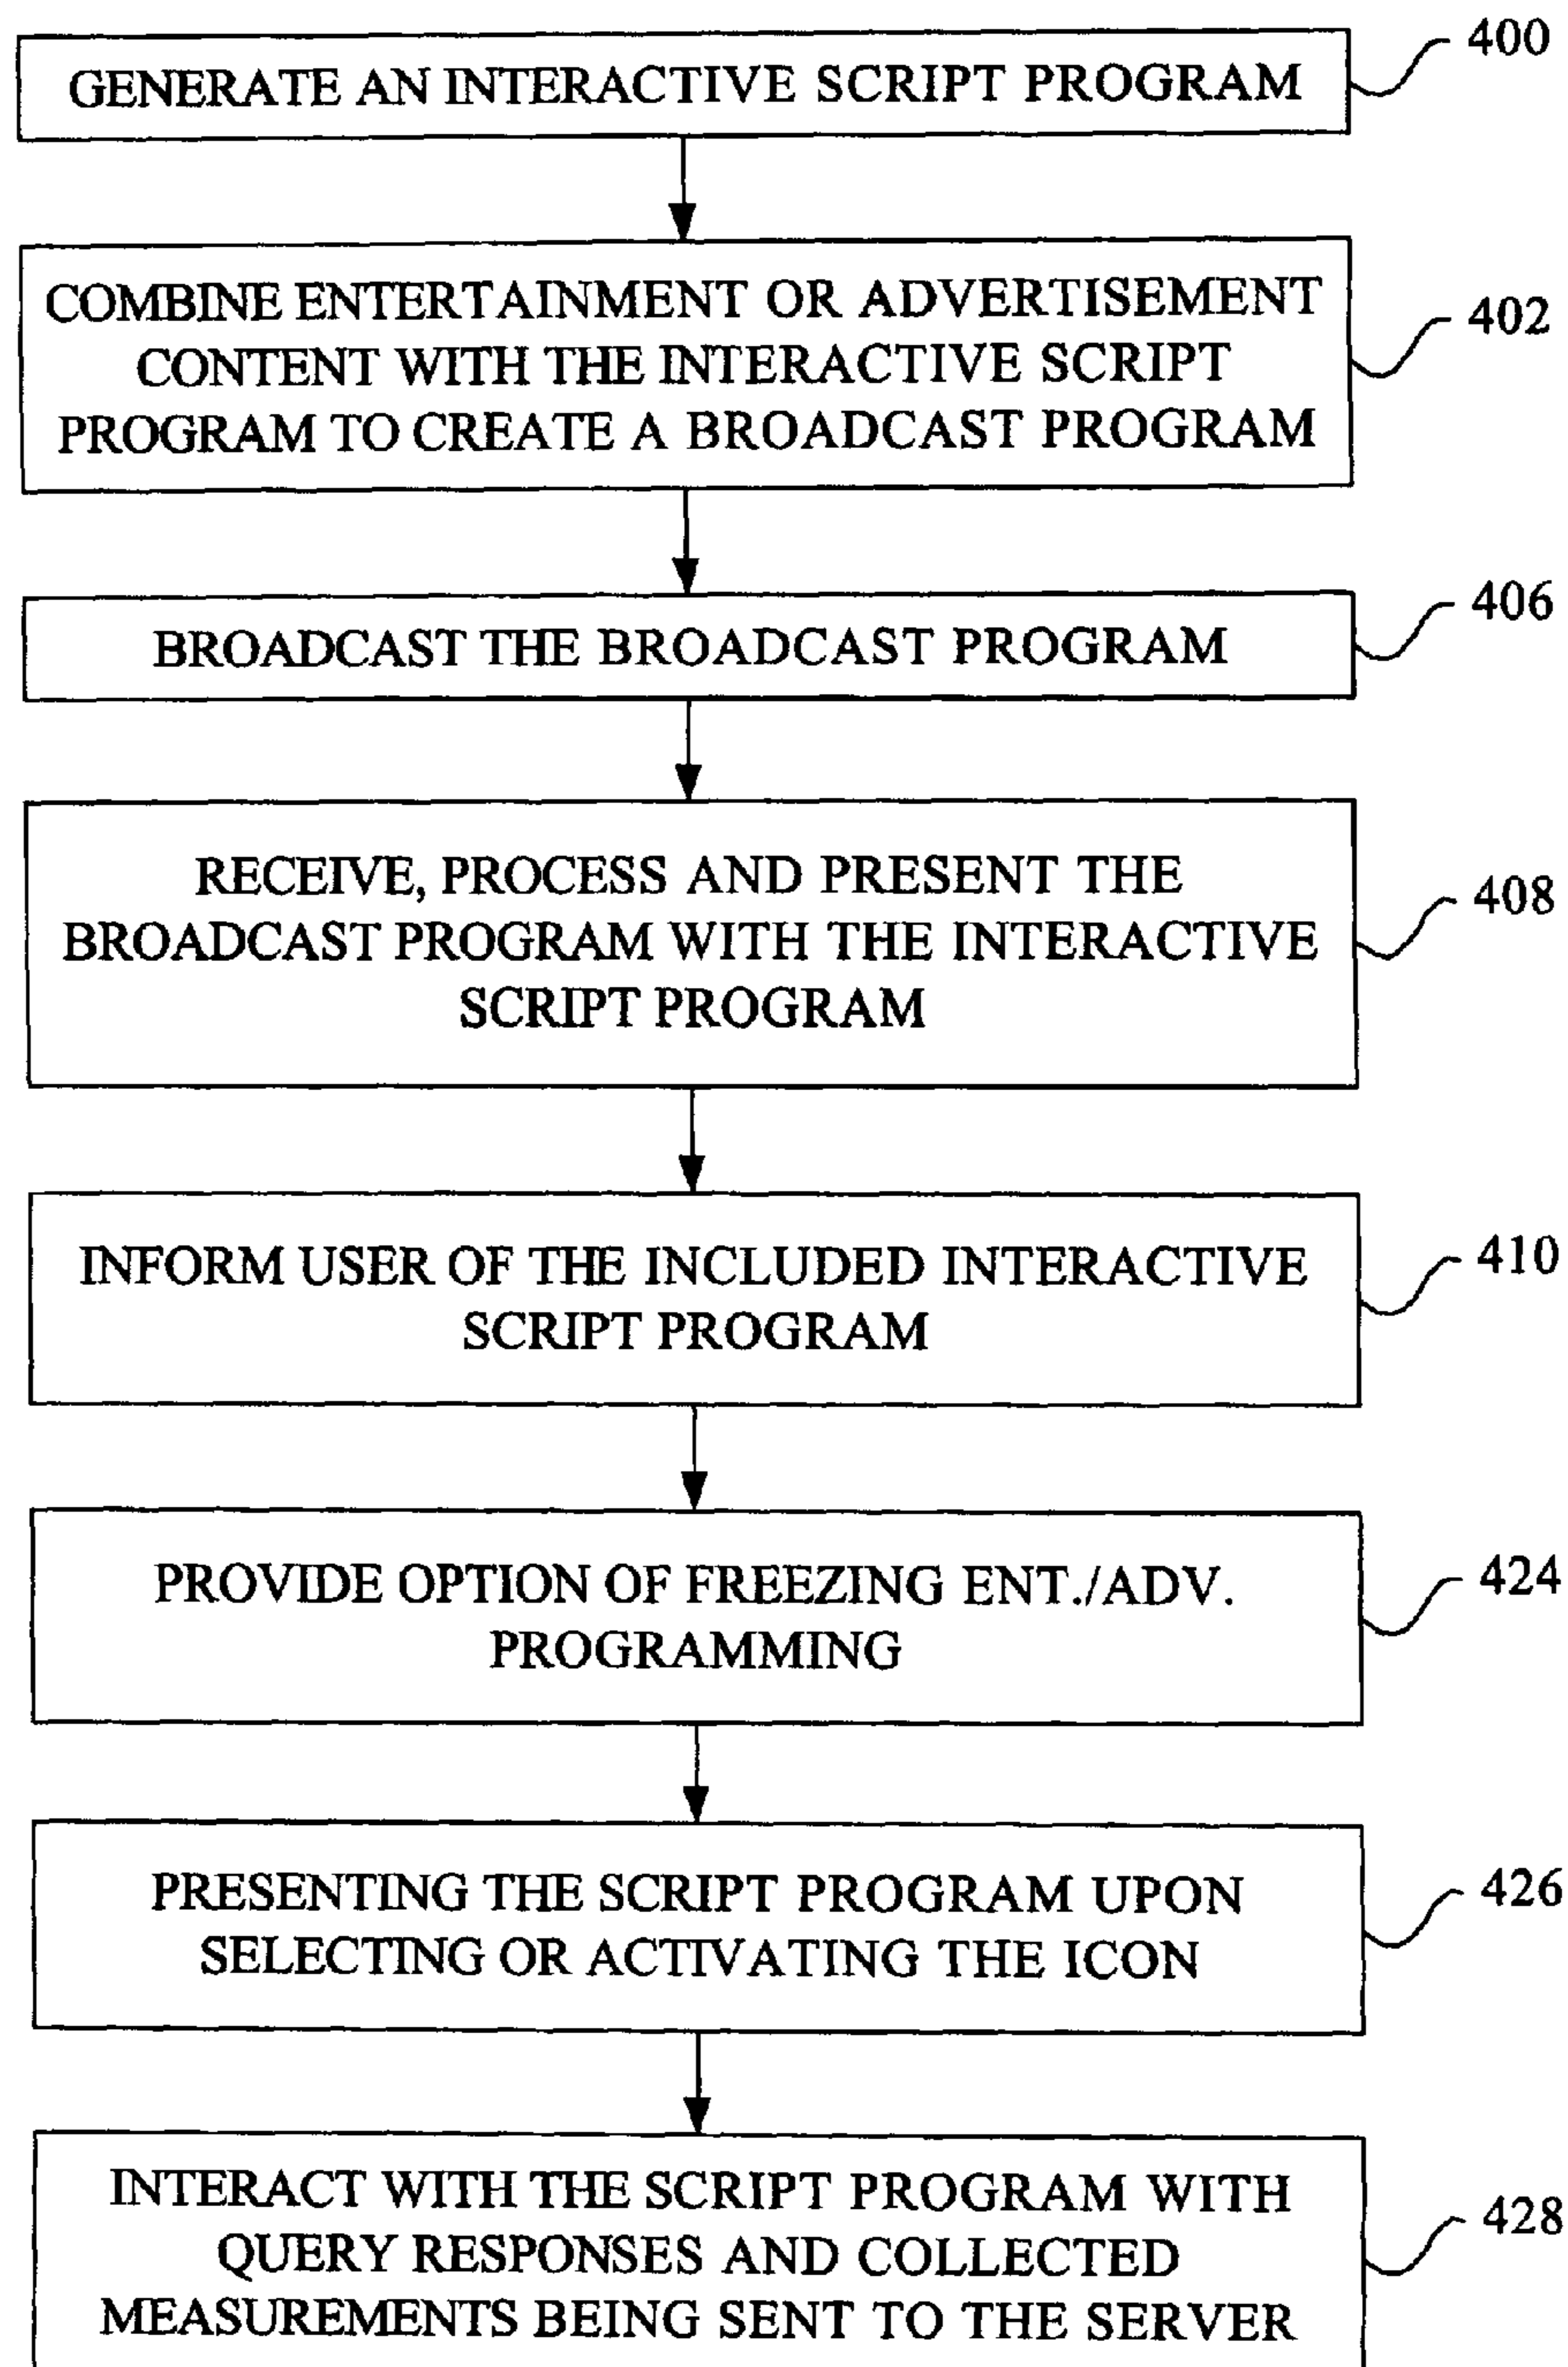 GENERATE AN INTERACTIVE SCRIPT PROGRAM
400
COMBINE ENTERTAINMENT OR ADVERTISEMENT
CONTENT WITH THE INTERACTIVE SCRIPT
PROGRAM TO CREATE A BROADCAST PROGRAM
402
BROADCAST THE BROADCAST PROGRAM
406
RECEIVE, PROCESS AND PRESENT THE
BROADCAST PROGRAM WITH THE INTERACTIVE
SCRIPT PROGRAM
408
INFORM USER OF THE INCLUDED INTERACTIVE
SCRIPT PROGRAM
410
PROVIDE OPTION OF FREEZING ENT./ADV.
PROGRAMMING
424
PRESENTING THE SCRIPT PROGRAM UPON
SELECTING OR ACTIVATING THE ICON
426
INTERACT WITH THE SCRIPT PROGRAM WITH
QUERY RESPONSES AND COLLECTED
MEASUREMENTS BEING SENT TO THE SERVER
428